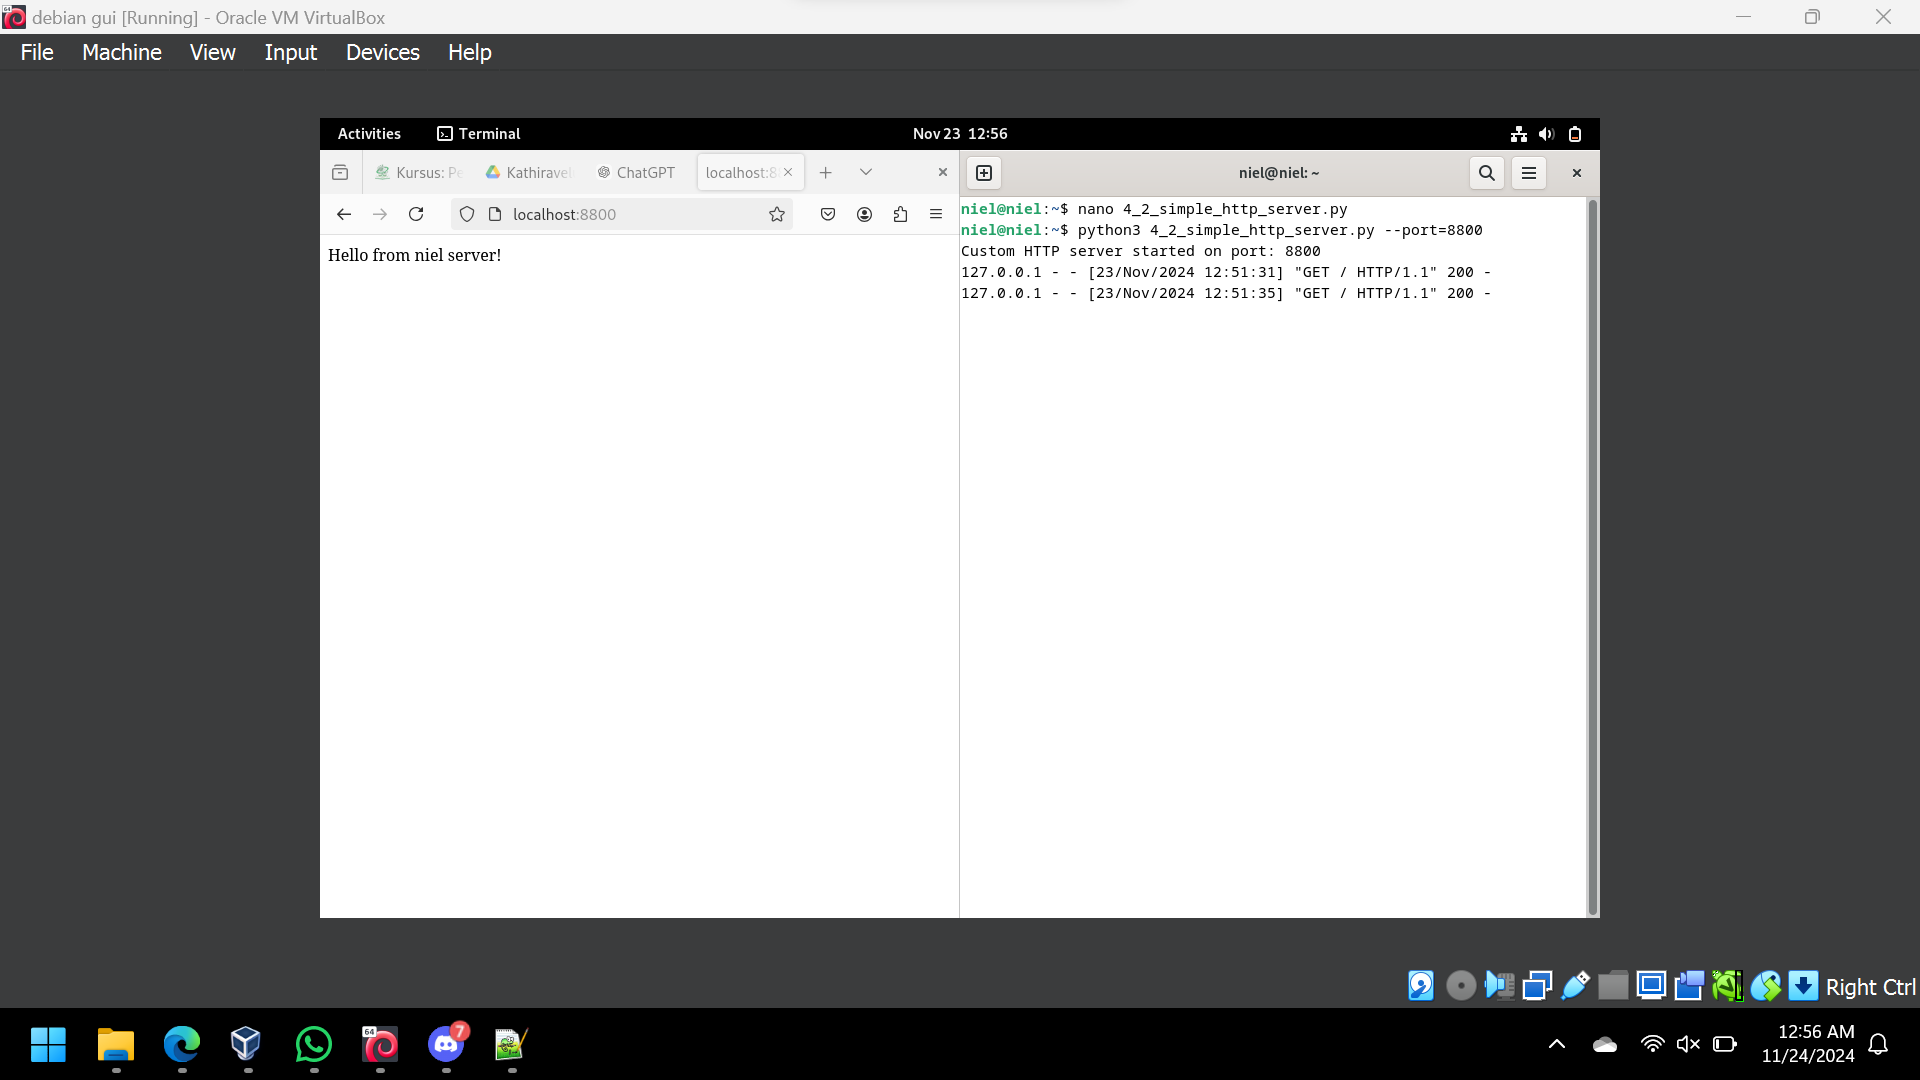 debian gui [Running] - Oracle VM VirtualBox
File Machine View Input Devices Help
Activities Terminal Nov 23 12:56
Kursus: Pe Kathiravel ChatGPT localhost:8
localhost:8800
Hello from niel server!
niel@niel: ~
niel@niel:~$ nano 4_2_simple_http_server.py
niel@niel:~$ python3 4_2_simple_http_server.py --port=8800
Custom HTTP server started on port: 8800
127.0.0.1 - - [23/Nov/2024 12:51:31] "GET / HTTP/1.1" 200 -
127.0.0.1 - - [23/Nov/2024 12:51:35] "GET / HTTP/1.1" 200 -
Right Ctrl
64
7
12:56 AM
11/24/2024